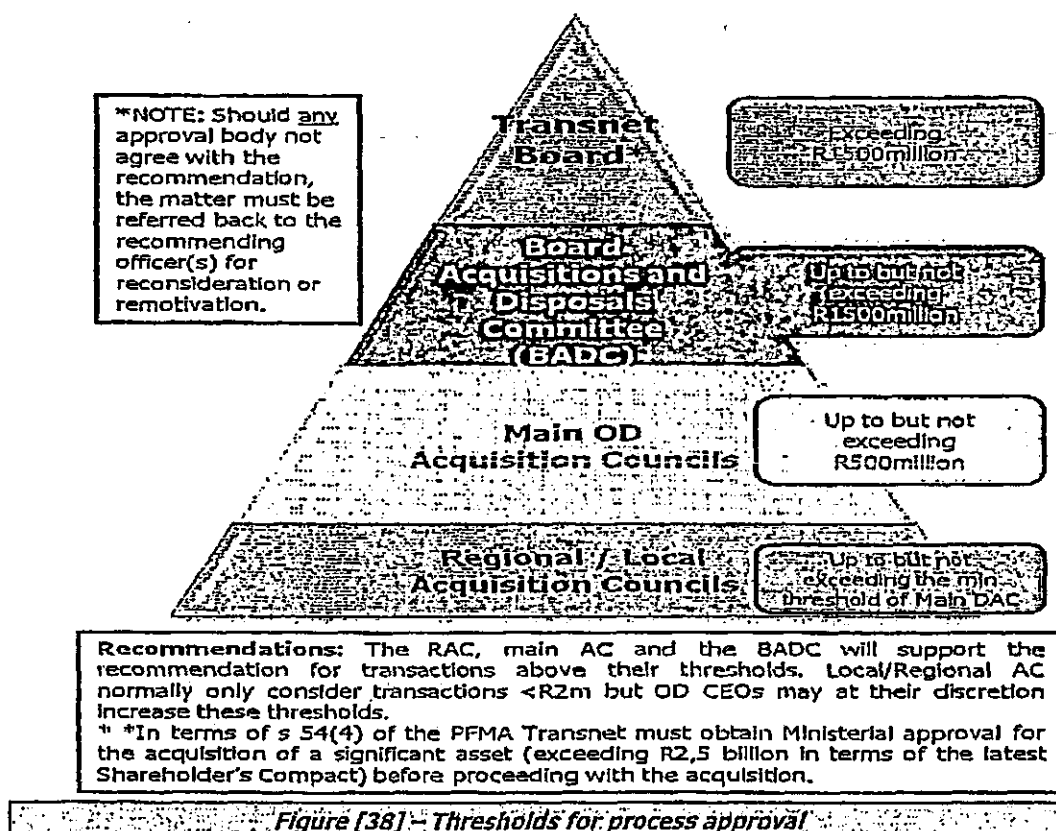 *NOTE: Should any
approval body not
agree with the
recommendation,
the matter must be
referred back to the
recommending
officer(s) for
reconsideration or
remotivation.
Transnet
Board*
Exceeding
R1500million
Board
Acquisitions and
Disposals
Committee
(BADC)
Up to but not
exceeding
R1500million
Main OD
Acquisition Councils
Up to but not
exceeding
R500million
Regional / Local
Acquisition Councils
Up to but not
exceeding the min
threshold of Main DAC
Recommendations: The RAC, main AC and the BADC will support the
recommendation for transactions above their thresholds. Local/Regional AC
normally only consider transactions <R2m but OD CEOs may at their discretion
increase these thresholds.
* *In terms of s 54(4) of the PFMA Transnet must obtain Ministerial approval for
the acquisition of a significant asset (exceeding R2,5 billion in terms of the latest
Shareholder's Compact) before proceeding with the acquisition.
Figure [38] – Thresholds for process approval